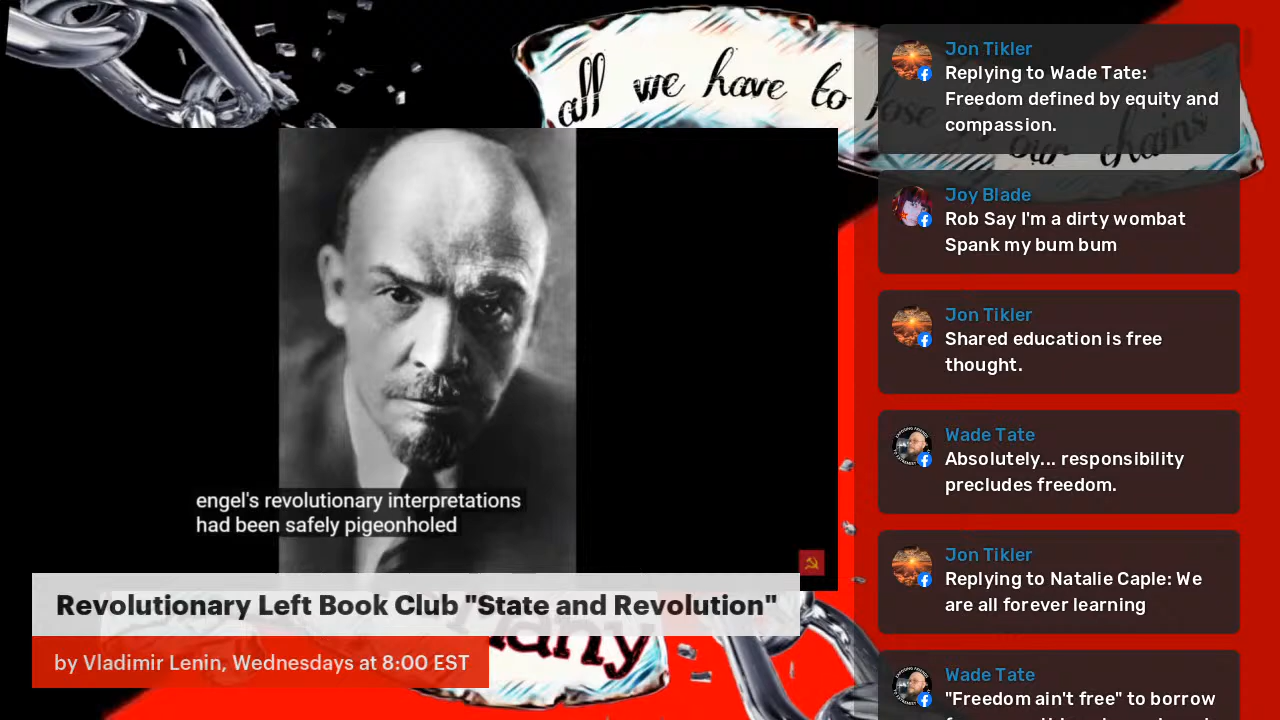 all we have to lose
our chains
engel's revolutionary interpretations
had been safely pigeonholed
Revolutionary Left Book Club "State and Revolution"
many
by Vladimir Lenin, Wednesdays at 8:00 EST
Jon Tikler
Replying to Wade Tate:
Freedom defined by equity and
compassion.
Joy Blade
Rob Say I'm a dirty wombat
Spank my bum bum
Jon Tikler
Shared education is free
thought.
Wade Tate
Absolutely... responsibility
precludes freedom.
Jon Tikler
Replying to Natalie Caple: We
are all forever learning
Wade Tate
"Freedom ain't free" to borrow